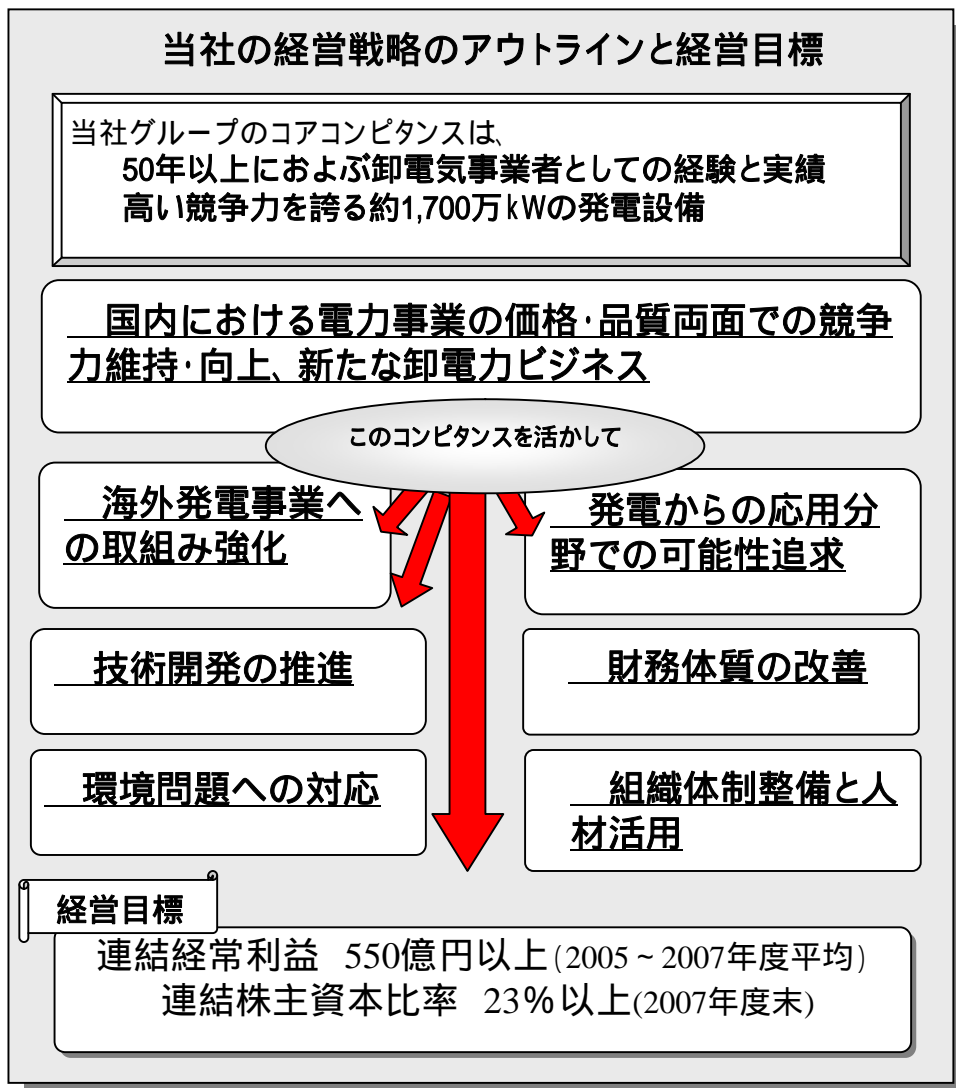 当社の経営戦略のアウトラインと経営目標
当社グループのコアコンピタンスは、
50年以上におよぶ卸電気事業者としての経験と実績
高い競争力を誇る約1,700万kWの発電設備
国内における電力事業の価格・品質両面での競争
力維持・向上、新たな卸電力ビジネス
このコンピタンスを活かして
海外発電事業へ
の取組み強化
発電からの応用分
野での可能性追求
技術開発の推進
財務体質の改善
環境問題への対応
組織体制整備と人
材活用
経営目標
連結経常利益 550億円以上(2005~2007年度平均)
連結株主資本比率 23%以上(2007年度末)